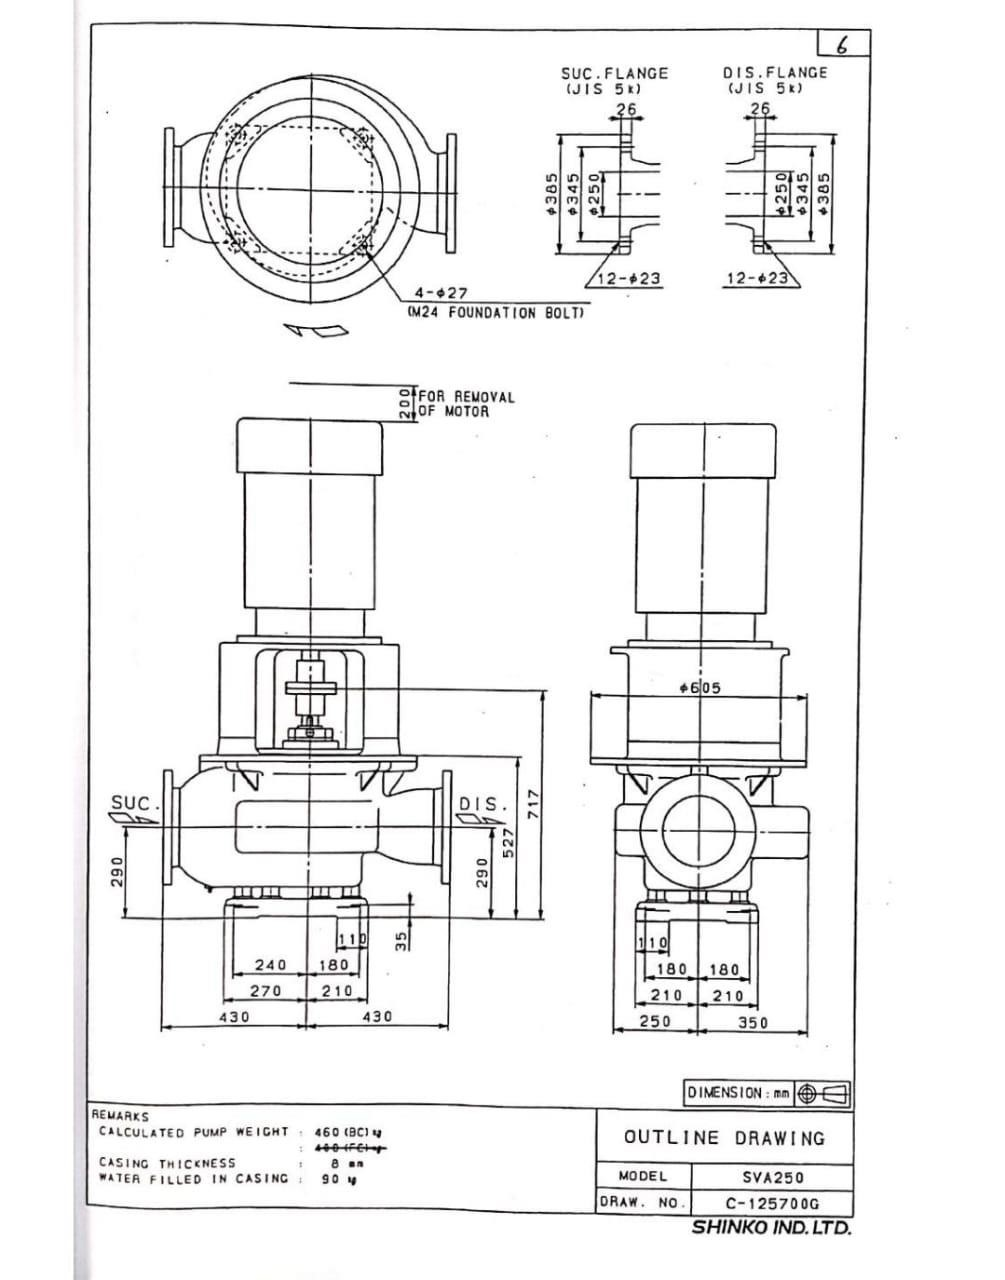 6
SUC.FLANGE
(JIS 5k)
DIS.FLANGE
(JIS 5k)
26
26
φ385
φ345
φ250
φ250
φ345
φ385
12-φ23
12-φ23
4-φ27
(M24 FOUNDATION BOLT)
200
FOR REMOVAL
OF MOTOR
φ605
SUC.
DIS.
717
527
290
290
35
110
240
180
270
210
430
430
110
180
180
210
210
250
350
DIMENSION : mm
REMARKS
CALCULATED PUMP WEIGHT : 460 (BC) kg
CASING THICKNESS : 8 mm
WATER FILLED IN CASING : 90 kg
OUTLINE DRAWING
MODEL SVA250
DRAW. NO. C-125700G
SHINKO IND. LTD.